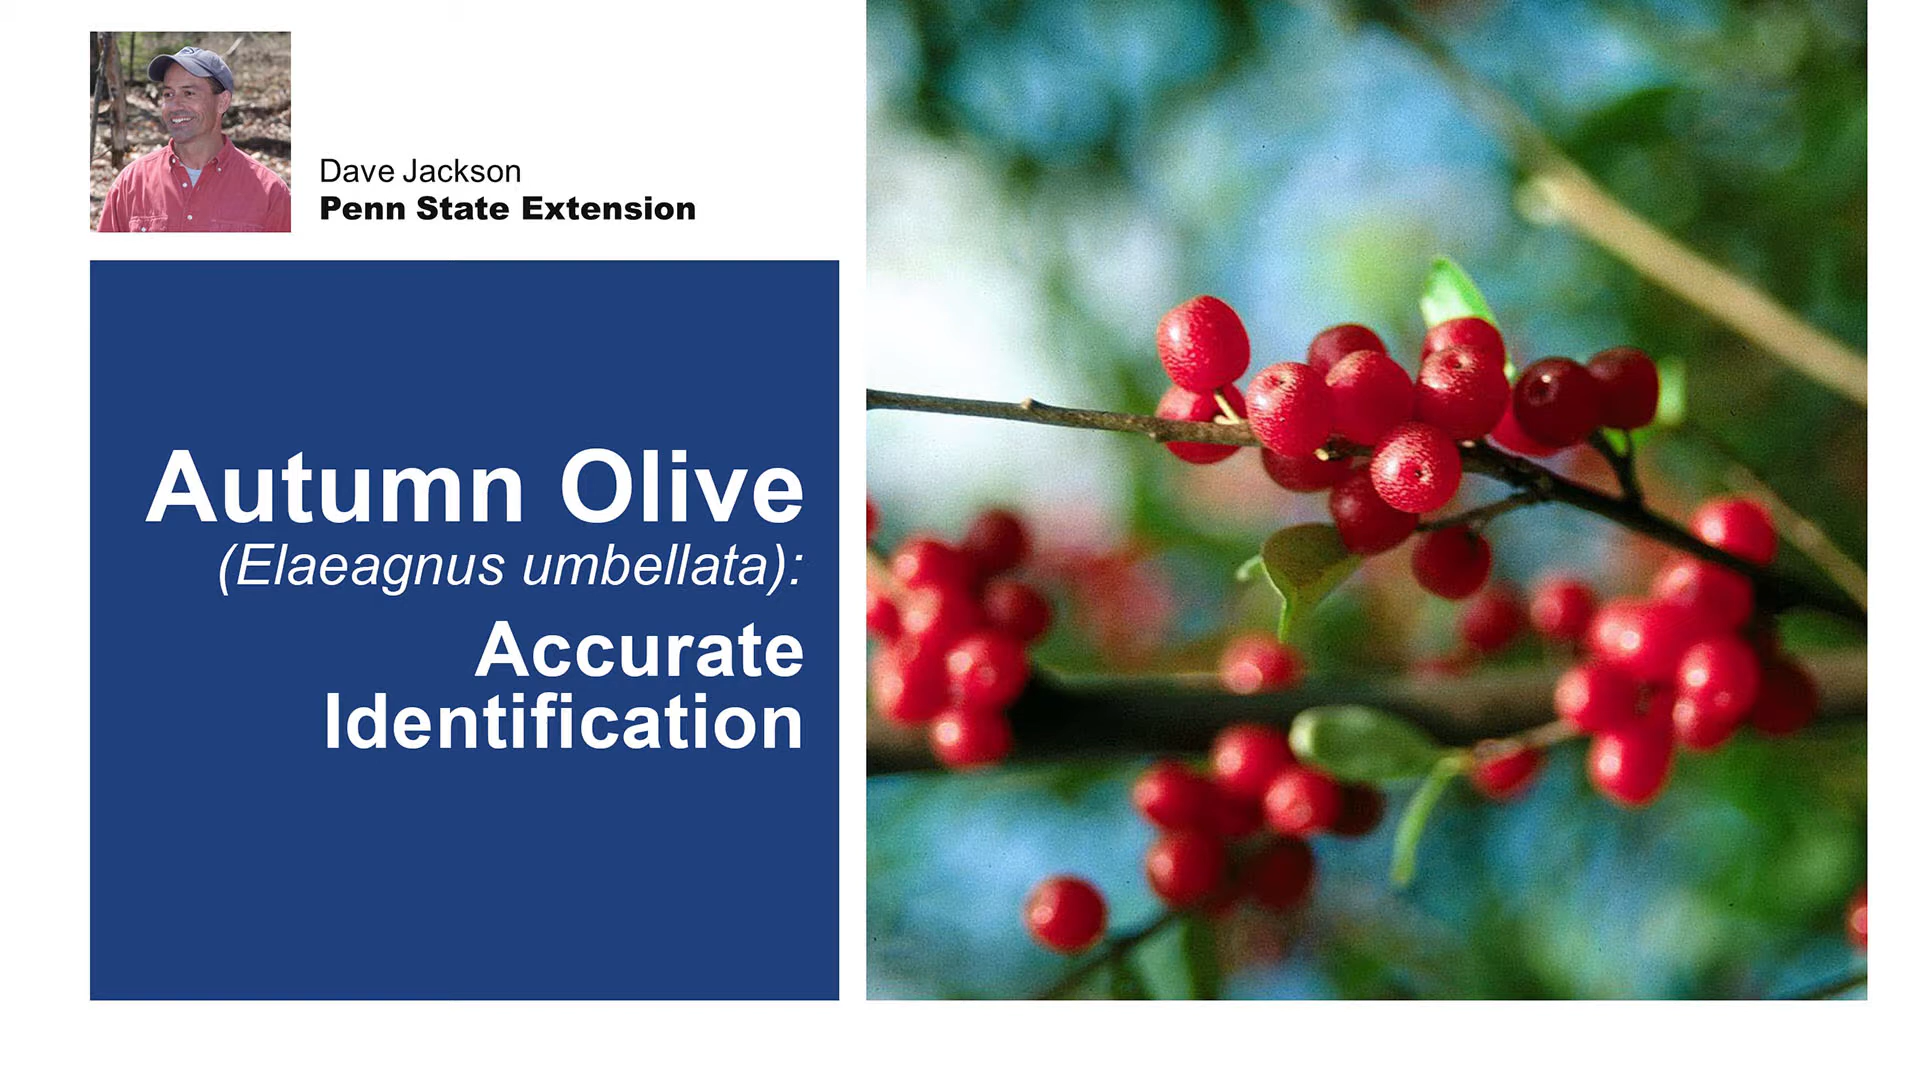 Dave Jackson
Penn State Extension
Autumn Olive
(Elaeagnus umbellata):
Accurate
Identification